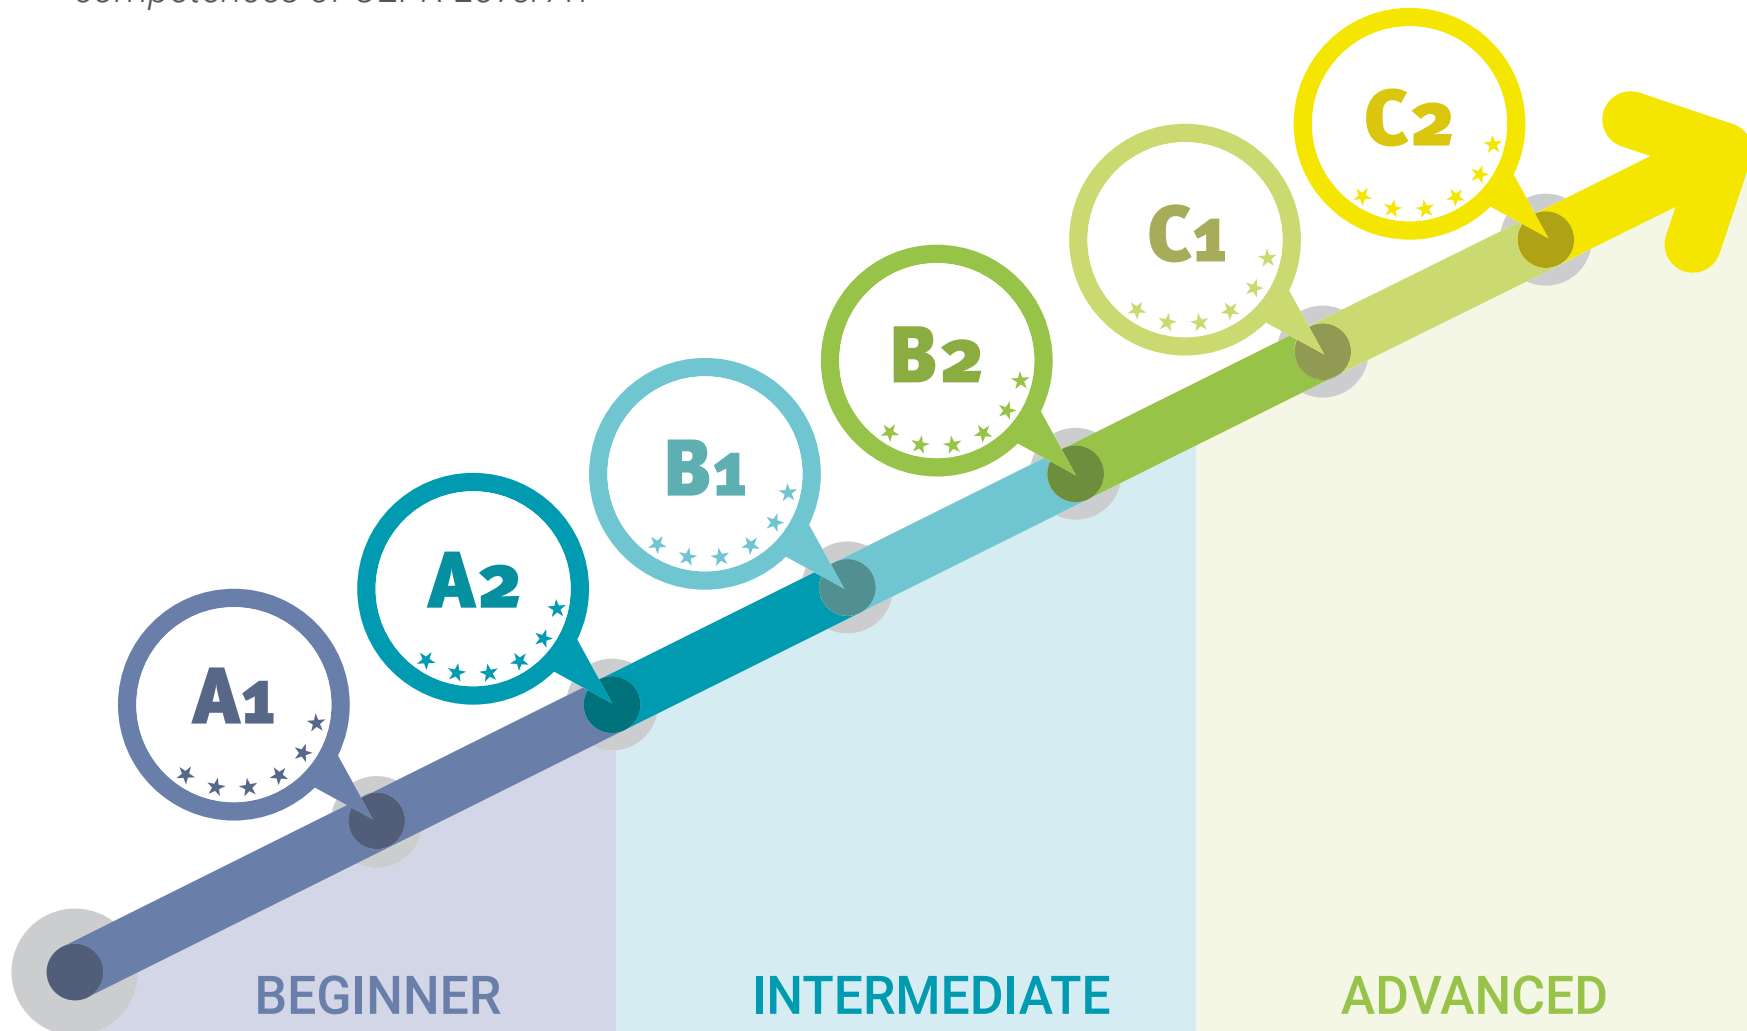 C2
C1
B2
B1
A2
A1
BEGINNER
INTERMEDIATE
ADVANCED